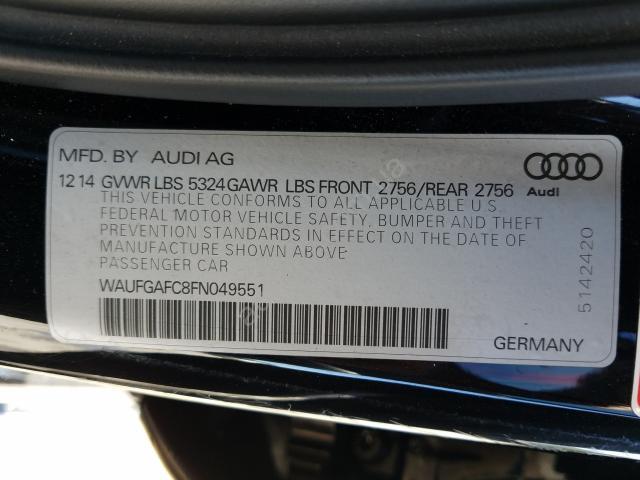 MFD. BY AUDI AG
Audi
12 14 GVWR LBS 5324 GAWR LBS FRONT 2756/REAR 2756
THIS VEHICLE CONFORMS TO ALL APPLICABLE U S
FEDERAL MOTOR VEHICLE SAFETY, BUMPER AND THEFT
PREVENTION STANDARDS IN EFFECT ON THE DATE OF
MANUFACTURE SHOWN ABOVE
PASSENGER CAR
WAUFGAFC8FN049551
GERMANY
5142420